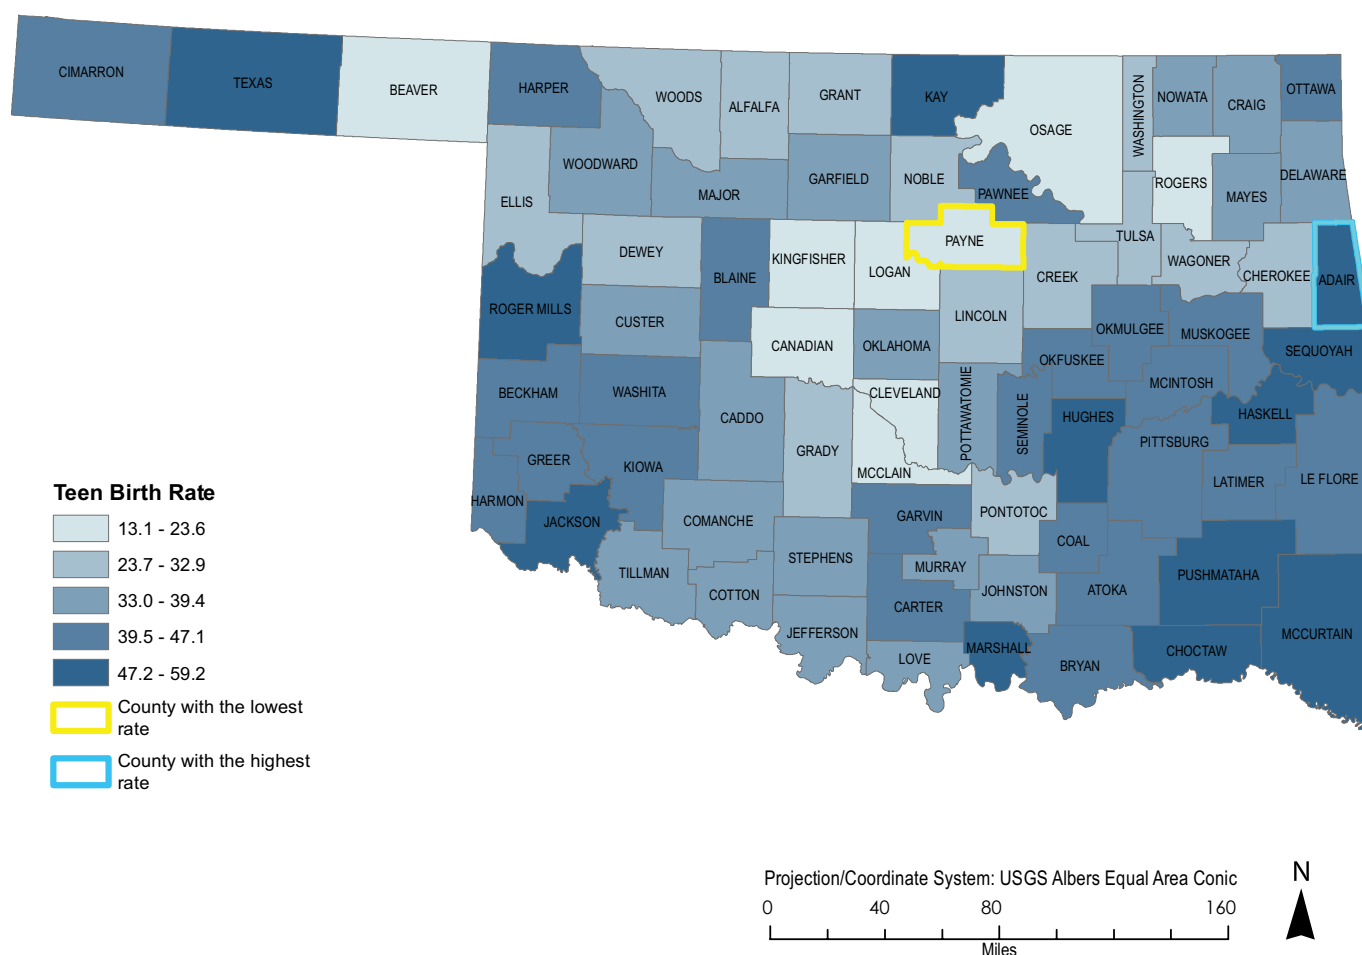 CIMARRON
TEXAS
BEAVER
HARPER
WOODS
ALFALFA
GRANT
KAY
OSAGE
WASHINGTON
NOWATA
CRAIG
OTTAWA
WOODWARD
MAJOR
GARFIELD
NOBLE
PAWNEE
ROGERS
MAYES
DELAWARE
ELLIS
DEWEY
BLAINE
KINGFISHER
LOGAN
PAYNE
CREEK
TULSA
WAGONER
CHEROKEE
ADAIR
ROGER MILLS
CUSTER
CANADIAN
OKLAHOMA
LINCOLN
OKMULGEE
MUSKOGEE
SEQUOYAH
BECKHAM
WASHITA
CADDO
GRADY
CLEVELAND
POTTAWATOMIE
SEMINOLE
OKFUSKEE
HUGHES
MCINTOSH
HASKELL
PITTSBURG
LATIMER
LE FLORE
GREER
KIOWA
HARMON
JACKSON
COMANCHE
MCCLAIN
GARVIN
PONTOTOC
COAL
TILLMAN
COTTON
STEPHENS
MURRAY
JOHNSTON
ATOKA
PUSHMATAHA
JEFFERSON
CARTER
LOVE
MARSHALL
BRYAN
CHOCTAW
MCCURTAIN
Teen Birth Rate
13.1 - 23.6
23.7 - 32.9
33.0 - 39.4
39.5 - 47.1
47.2 - 59.2
County with the lowest
rate
County with the highest
rate
Projection/Coordinate System: USGS Albers Equal Area Conic
0 40 80 160
Miles
N